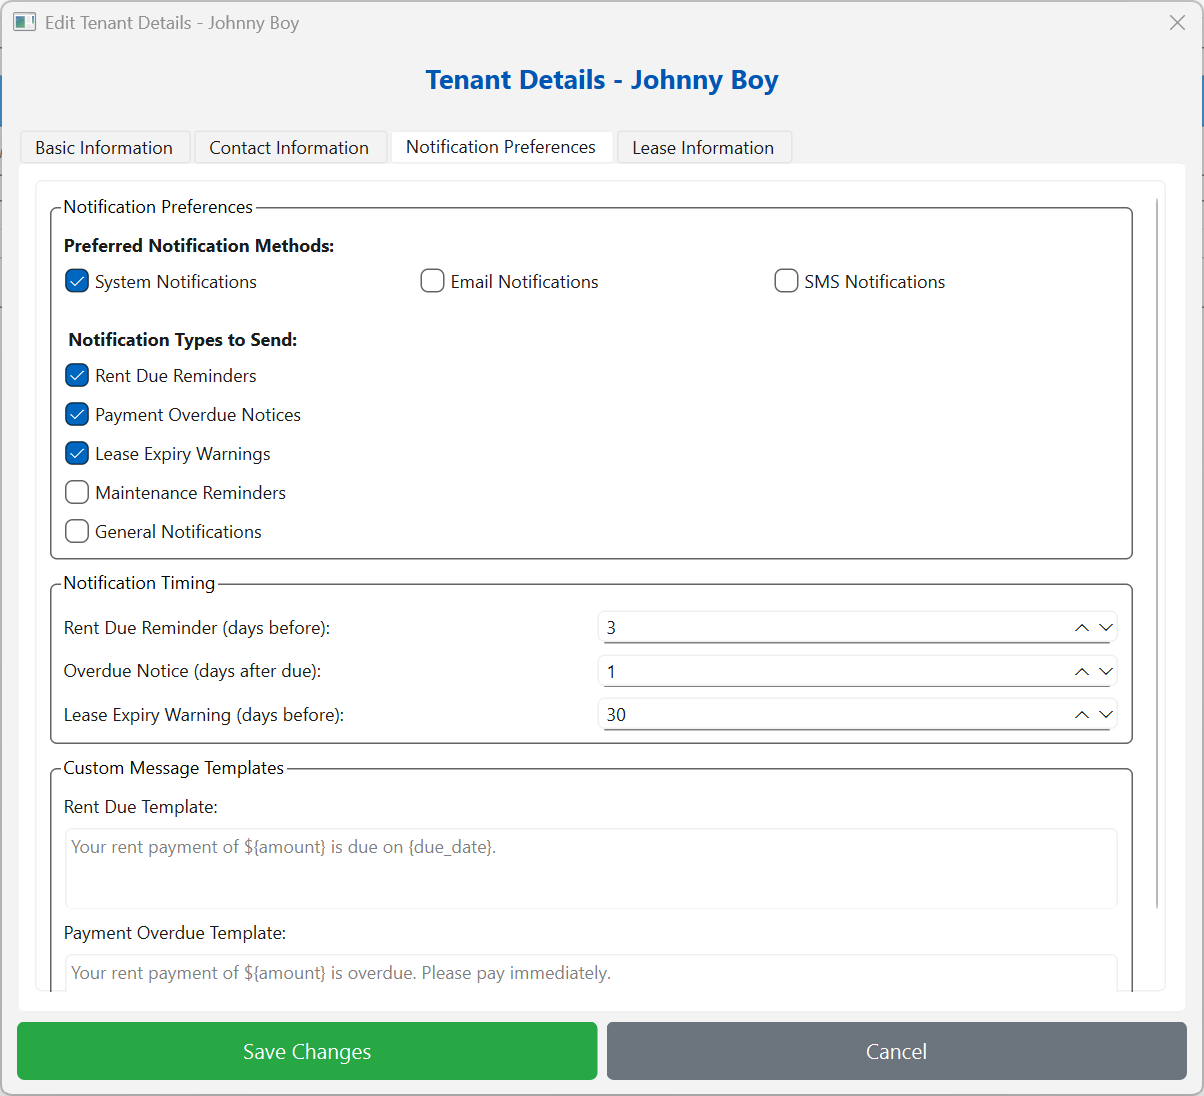 Edit Tenant Details - Johnny Boy
Tenant Details - Johnny Boy
Basic Information Contact Information Notification Preferences Lease Information
Notification Preferences
Preferred Notification Methods:
System Notifications Email Notifications SMS Notifications
Notification Types to Send:
Rent Due Reminders
Payment Overdue Notices
Lease Expiry Warnings
Maintenance Reminders
General Notifications
Notification Timing
Rent Due Reminder (days before): 3
Overdue Notice (days after due): 1
Lease Expiry Warning (days before): 30
Custom Message Templates
Rent Due Template:
Your rent payment of ${amount} is due on {due_date}.
Payment Overdue Template:
Your rent payment of ${amount} is overdue. Please pay immediately.
Save Changes Cancel